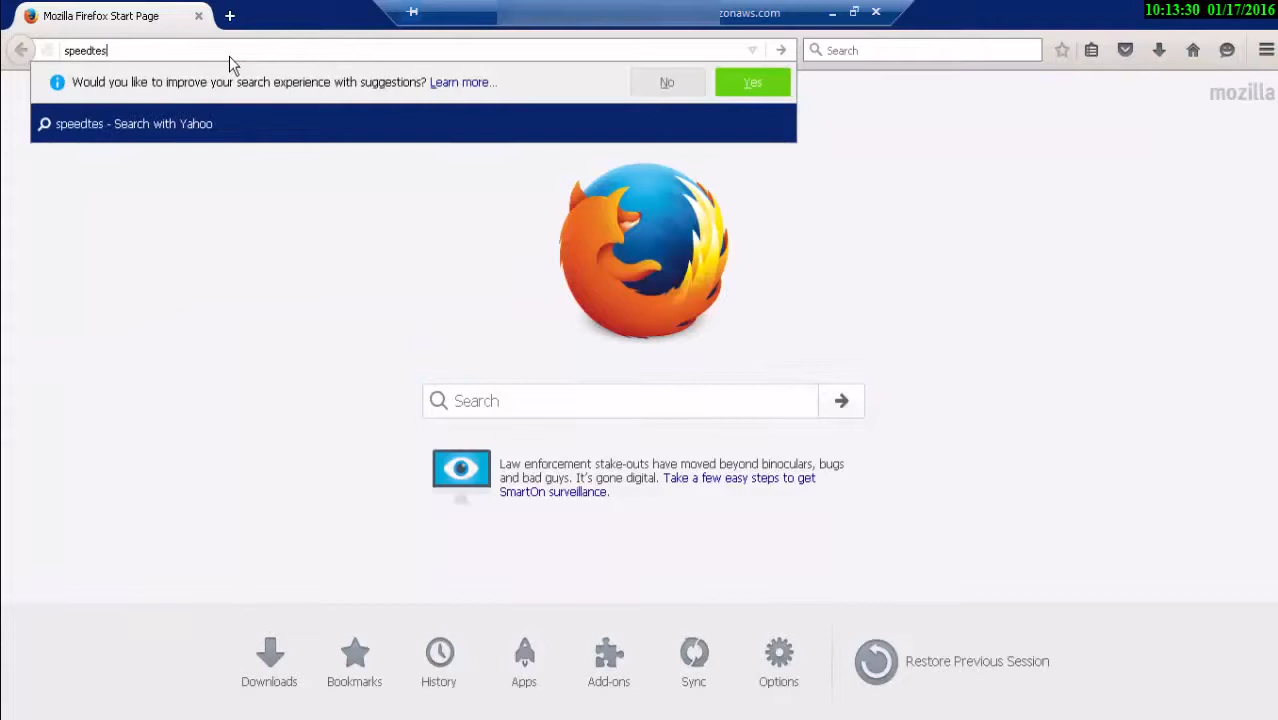 Mozilla Firefox Start Page
zonaws.com
10:13:30 01/17/2016
speedtes
Search
Would you like to improve your search experience with suggestions? Learn more...
No
Yes
speedtes - Search with Yahoo
mozilla
Search
Law enforcement stake-outs have moved beyond binoculars, bugs
and bad guys. It's gone digital. Take a few easy steps to get
SmartOn surveillance.
Downloads
Bookmarks
History
Apps
Add-ons
Sync
Options
Restore Previous Session